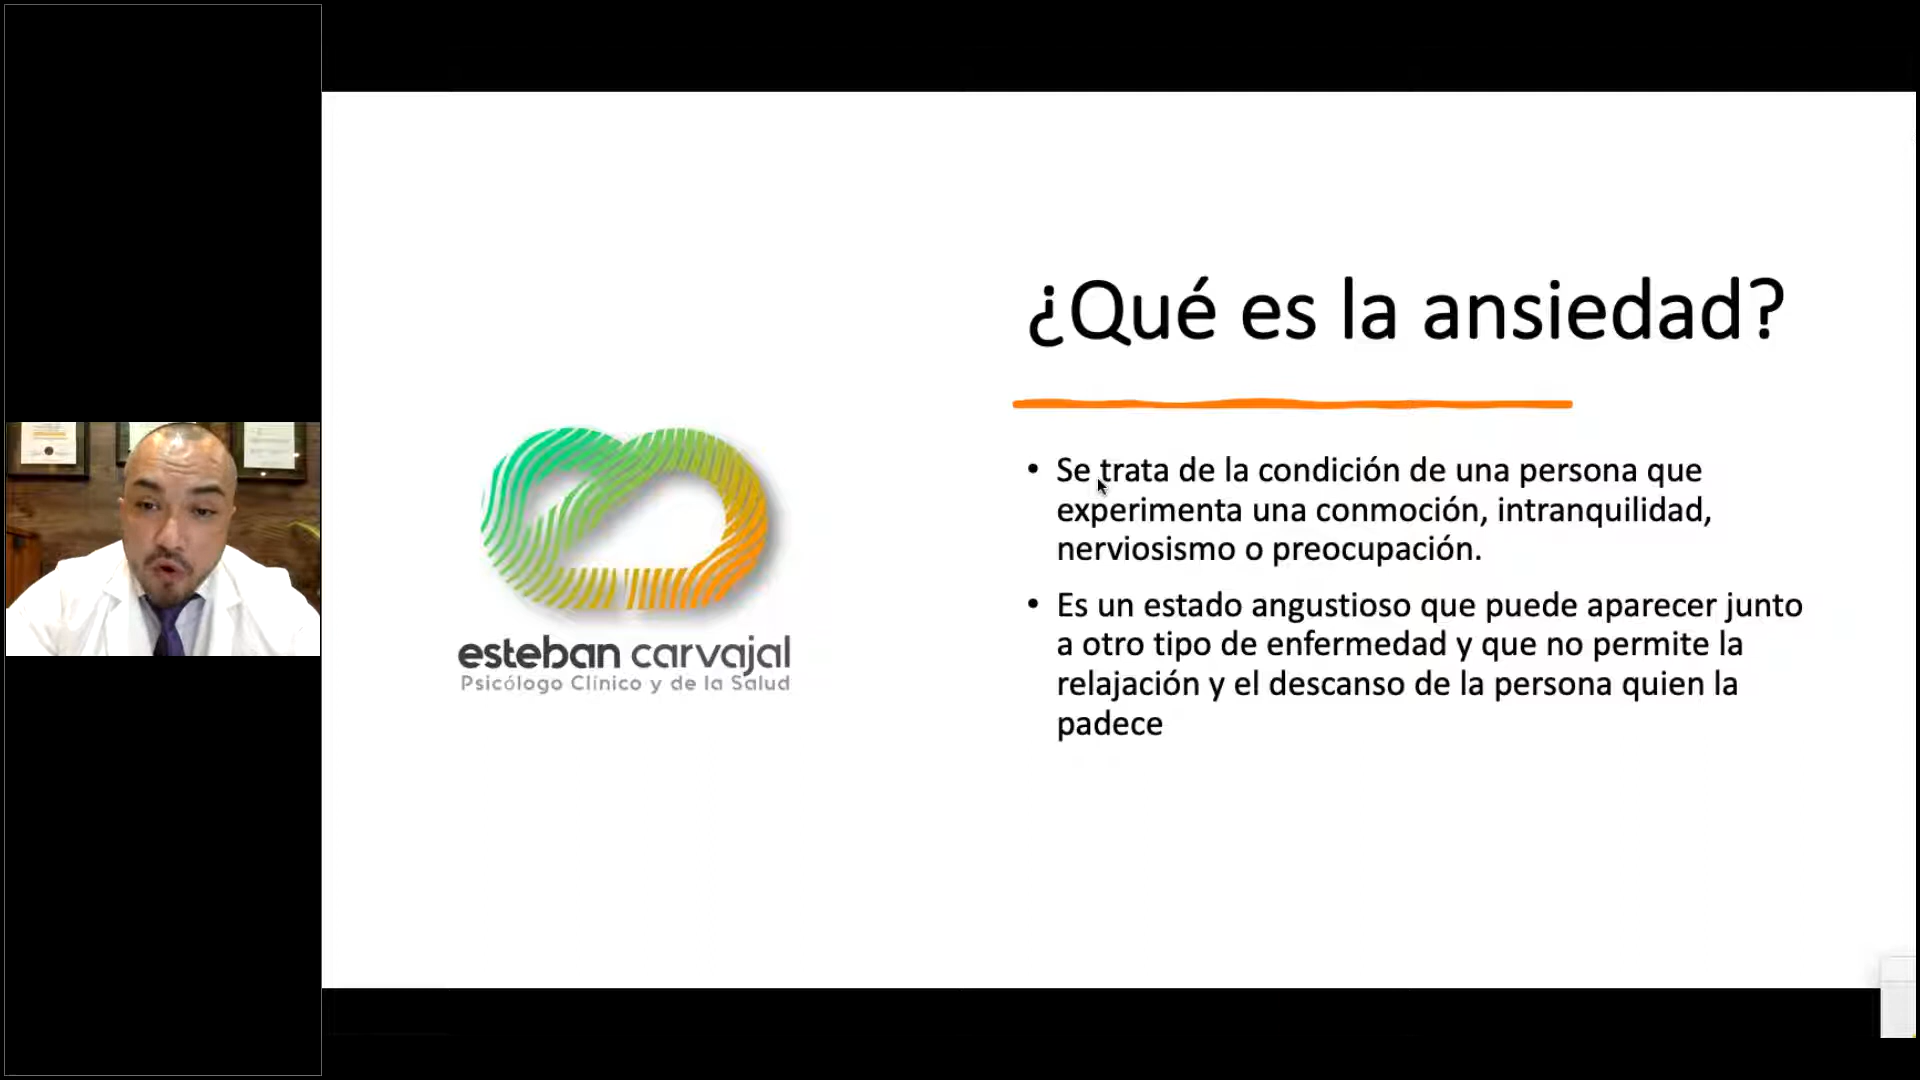 ¿Qué es la ansiedad?
• Se trata de la condición de una persona que
experimenta una conmoción, intranquilidad,
nerviosismo o preocupación.
• Es un estado angustioso que puede aparecer junto
a otro tipo de enfermedad y que no permite la
relajación y el descanso de la persona quien la
padece
esteban carvajal
Psicólogo Clínico y de la Salud